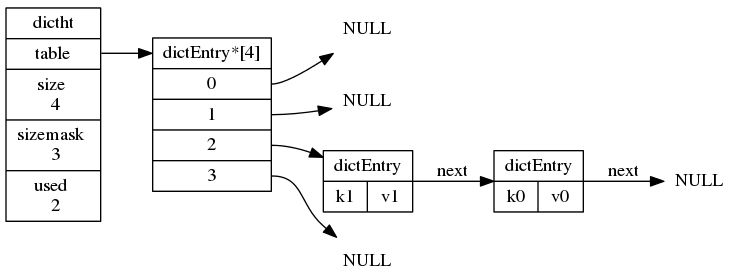 dictht
table
size
4
sizemask
3
used
2
dictEntry*[4]
0
1
2
3
NULL
NULL
dictEntry
k1 v1
next
dictEntry
k0 v0
next
NULL
NULL